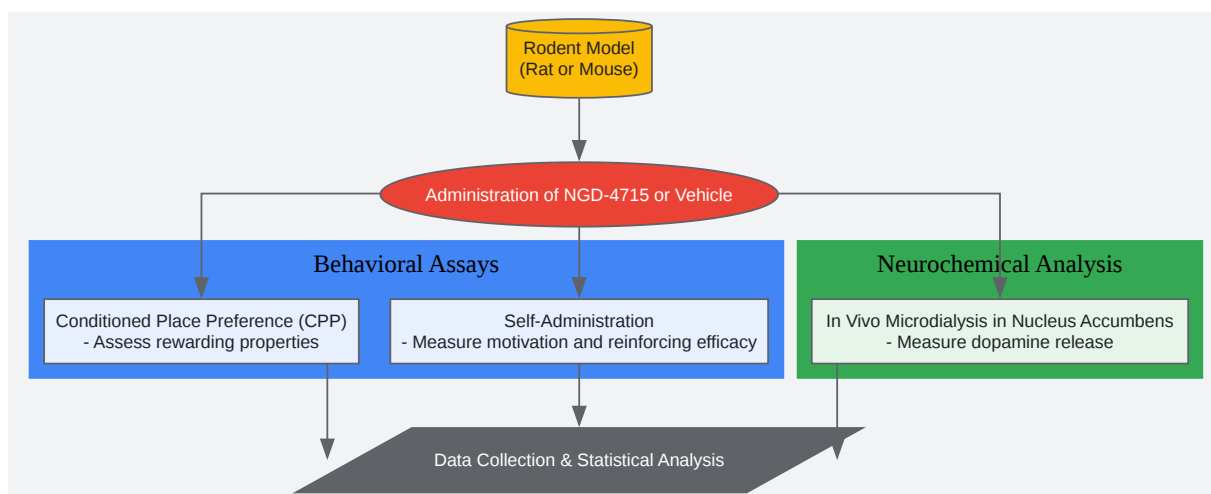 Rodent Model
(Rat or Mouse)
Administration of NGD-4715 or Vehicle
Behavioral Assays
Neurochemical Analysis
Conditioned Place Preference (CPP)
- Assess rewarding properties
Self-Administration
- Measure motivation and reinforcing efficacy
In Vivo Microdialysis in Nucleus Accumbens
- Measure dopamine release
Data Collection & Statistical Analysis